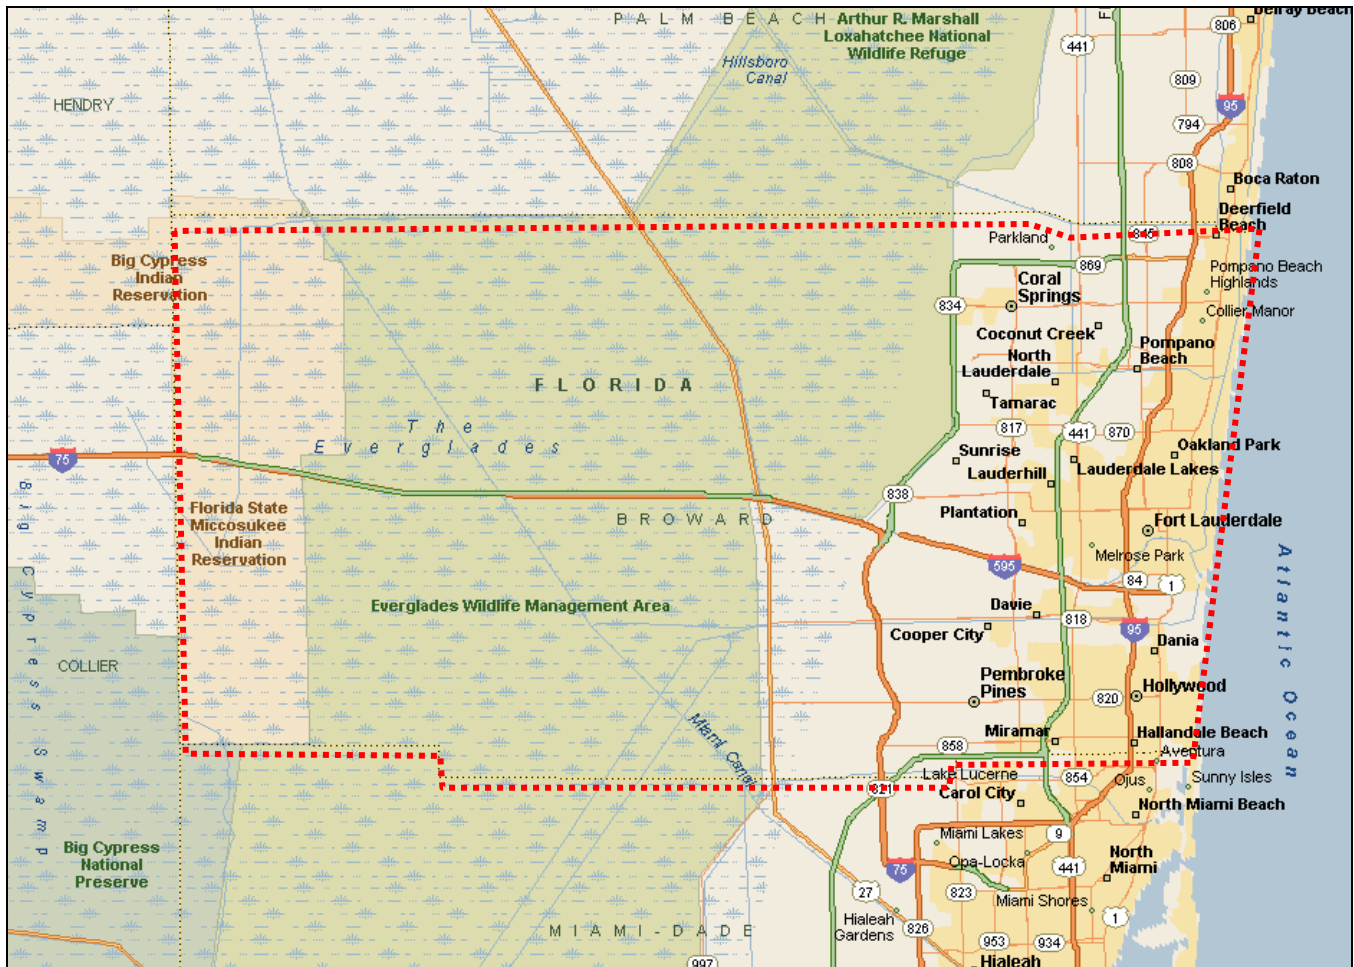 PALM BEACH
Arthur R. Marshall
Loxahatchee National
Wildlife Refuge
Delray Beach
806
441
Hillsboro
Canal
809
HENDRY
95
794
808
Boca Raton
Deerfield
Beach
845
Parkland
Big Cypress
Indian
Reservation
869
Pompano Beach
Highlands
Coral
Springs
834
Collier Manor
Coconut Creek
Pompano
Beach
North
Lauderdale
FLORIDA
Tamarac
The
Everglades
817
441
870
Oakland Park
75
Sunrise
Lauderhill
Lauderdale Lakes
838
Florida State
Miccosukee
Indian
Reservation
BROWARD
Plantation
Fort Lauderdale
Melrose Park
595
84
1
Everglades Wildlife Management Area
Davie
818
Cooper City
95
Dania
Atlantic Ocean
Big Cypress Swamp
COLLIER
Pembroke
Pines
820
Hollywood
Miami Canal
Miramar
858
Hallandale Beach
Aventura
Lake Lucerne
854
Ojus
Sunny Isles
821
Carol City
North Miami Beach
Miami Lakes
9
Big Cypress
National
Preserve
Opa-Locka
North
Miami
75
441
27
823
Miami Shores
1
Hialeah
Gardens
826
MIAMI-DADE
953
934
997
Hialeah